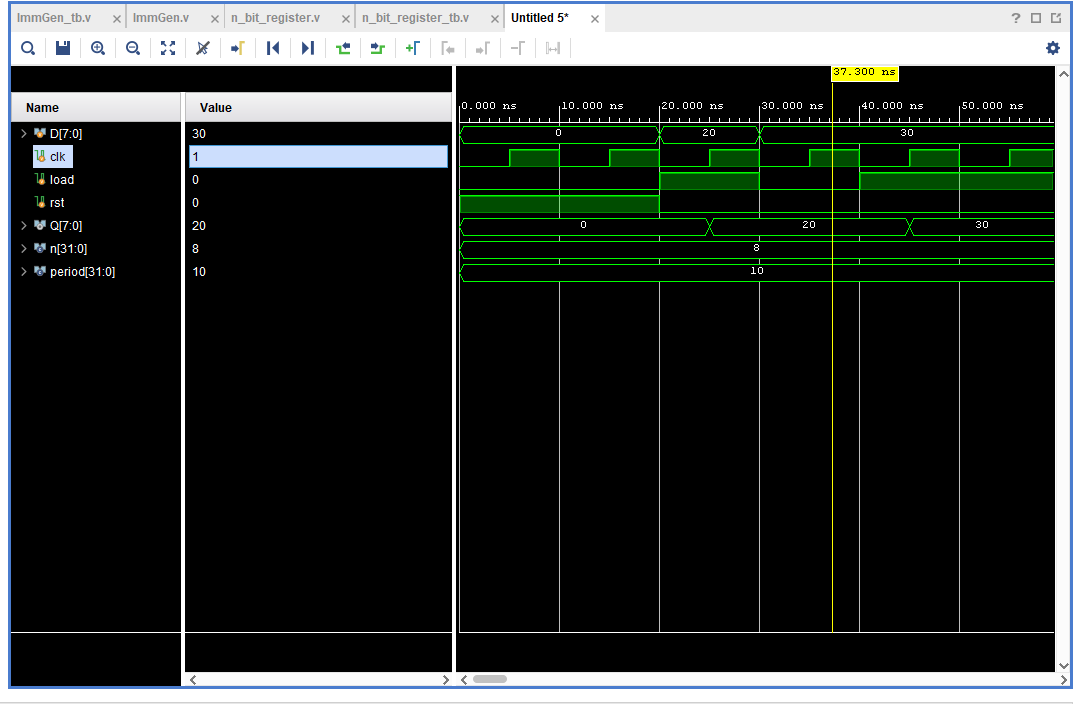 ImmGen_tb.v ImmGen.v n_bit_register.v n_bit_register_tb.v Untitled 5* ?
37.300 ns
Name Value 0.000 ns 10.000 ns 20.000 ns 30.000 ns 40.000 ns 50.000 ns
D[7:0] 30 0 20 30
clk 1
load 0
rst 0
Q[7:0] 20 0 20 30
n[31:0] 8 8
period[31:0] 10 10